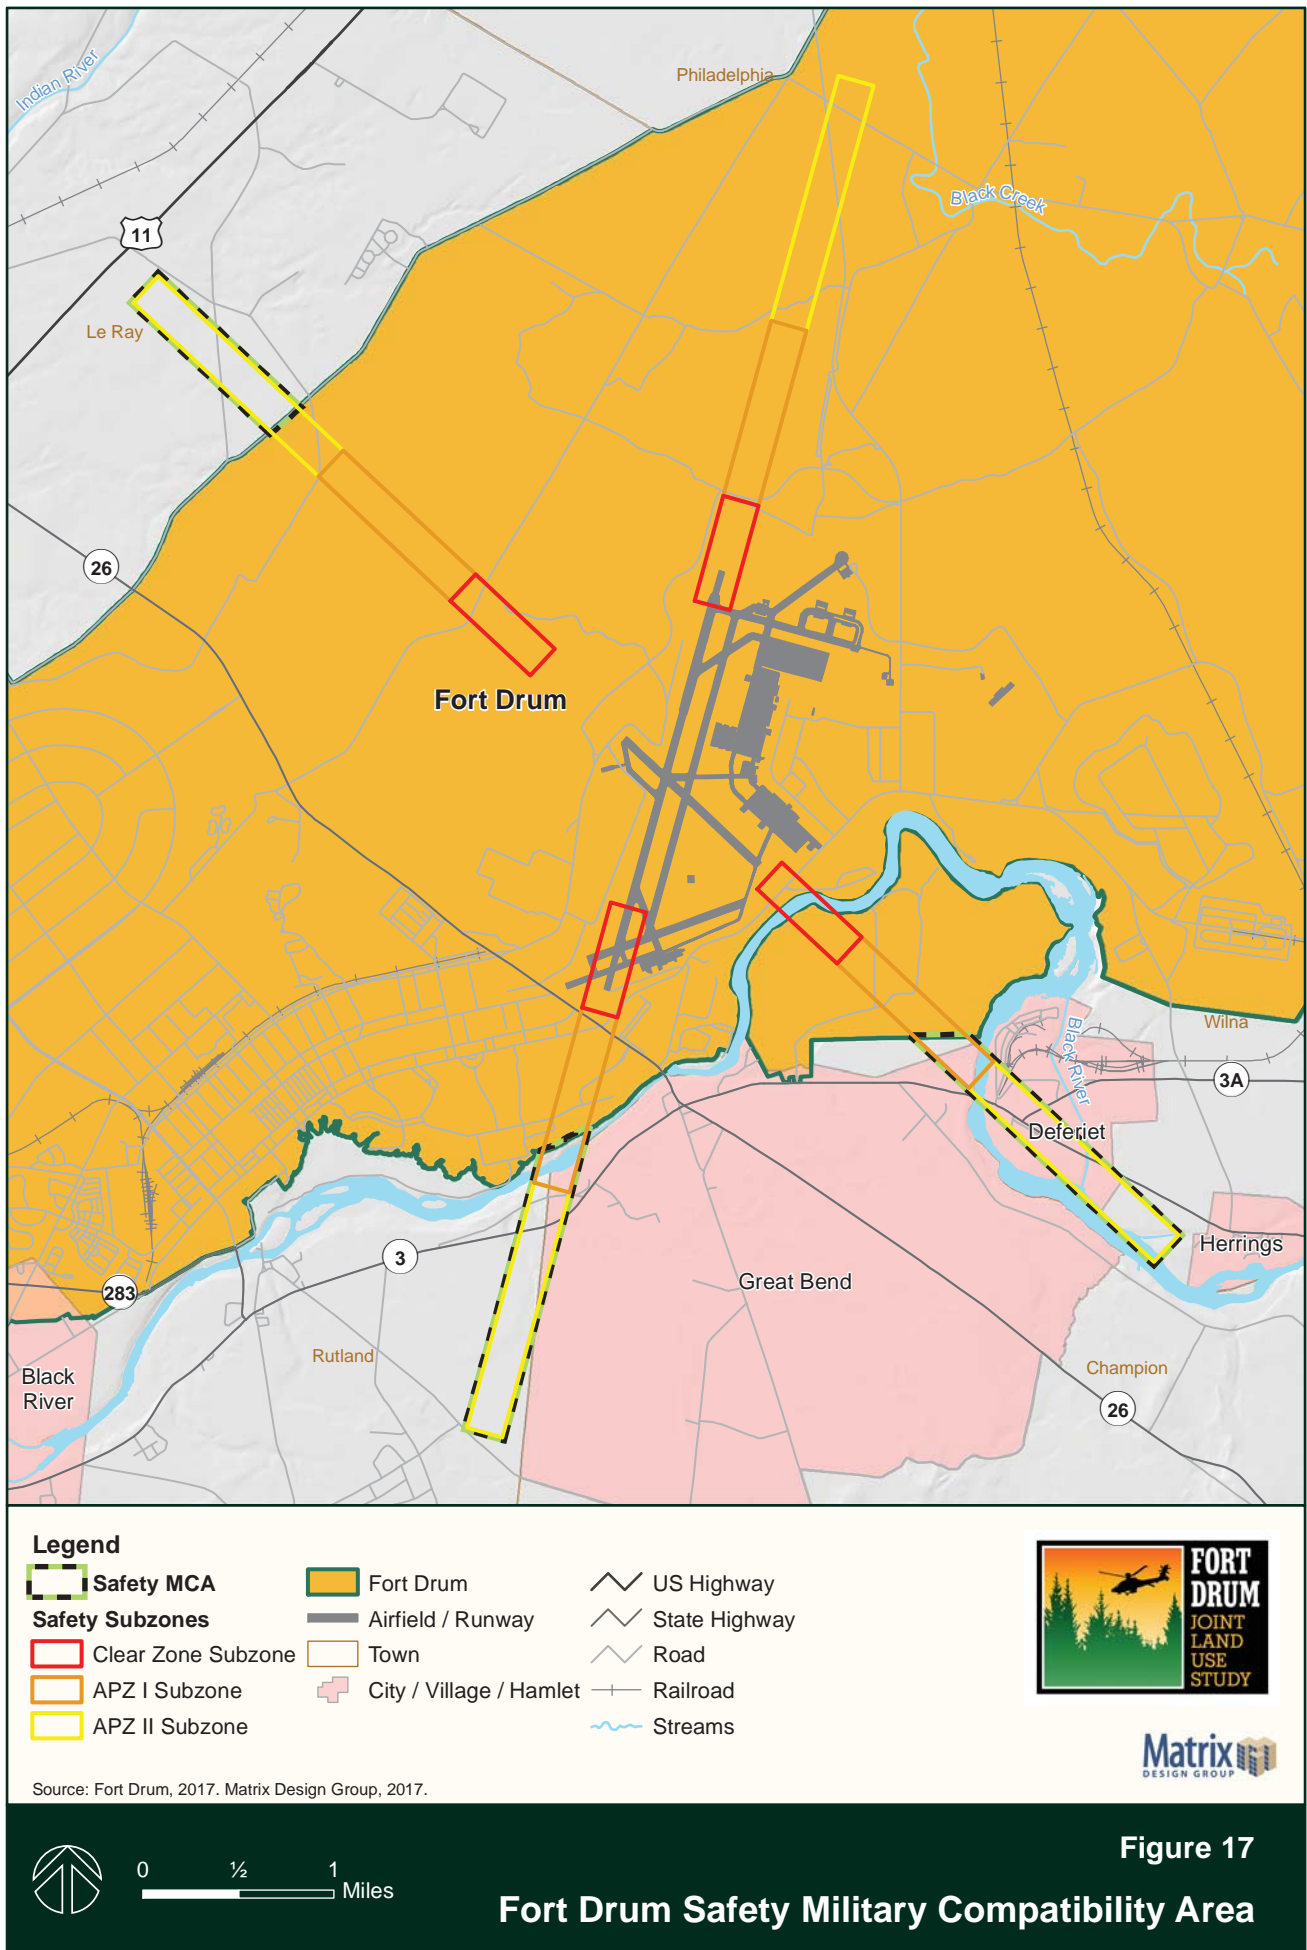 Philadelphia
Indian River
Black Creek
11
Le Ray
26
Fort Drum
Wilna
Black River
3A
Deferiet
Herrings
3
Great Bend
283
Rutland
Champion
Black
River
26
Legend
Safety MCA
Safety Subzones
Clear Zone Subzone
APZ I Subzone
APZ II Subzone
Fort Drum
Airfield / Runway
Town
City / Village / Hamlet
US Highway
State Highway
Road
Railroad
Streams
FORT
DRUM
JOINT
LAND
USE
STUDY
Matrix
DESIGN GROUP
Source: Fort Drum, 2017. Matrix Design Group, 2017.
0 ½ 1
Miles
Figure 17
Fort Drum Safety Military Compatibility Area